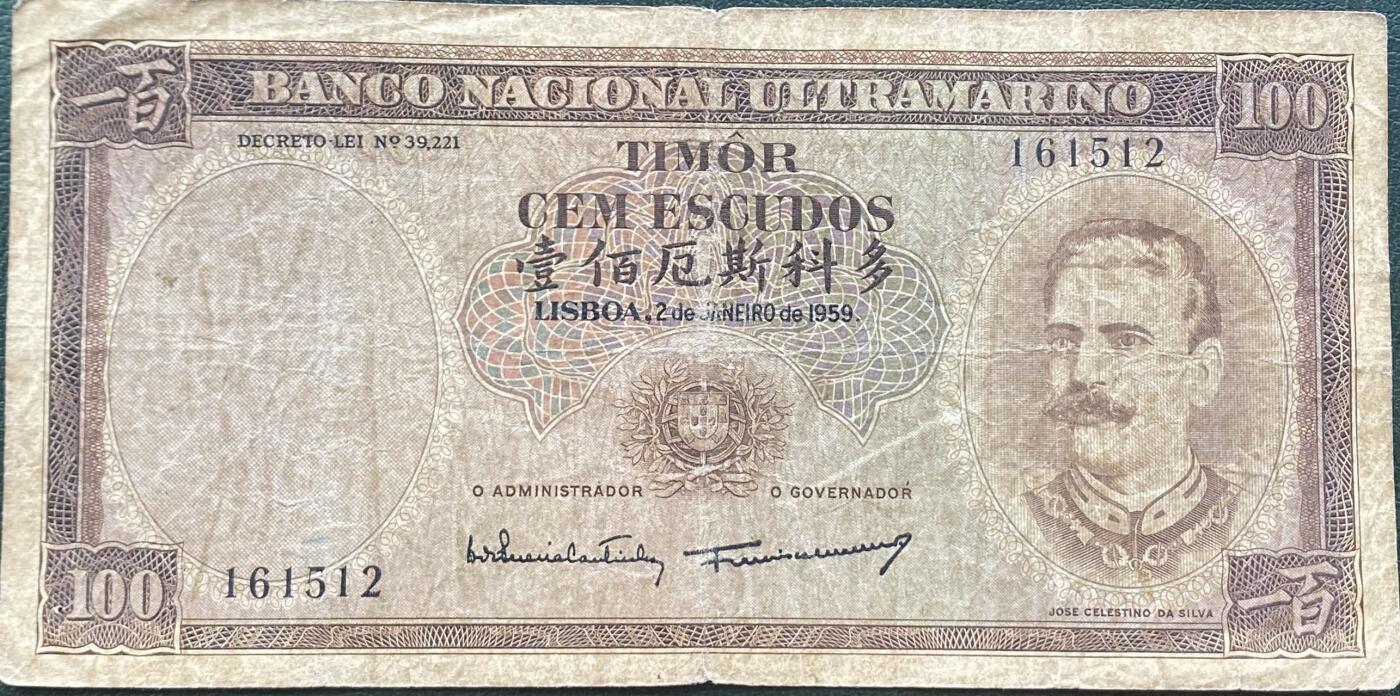 一百
BANCO NACIONAL ULTRAMARINO
100
DECRETO-LEI Nº 39,221
TIMÔR
161512
CEM ESCUDOS
壹佰厄斯科多
LISBOA, 2 de JANEIRO de 1959.
O ADMINISTRADOR
O GOVERNADOR
100
161512
JOSE CELESTINO DA SILVA
一百